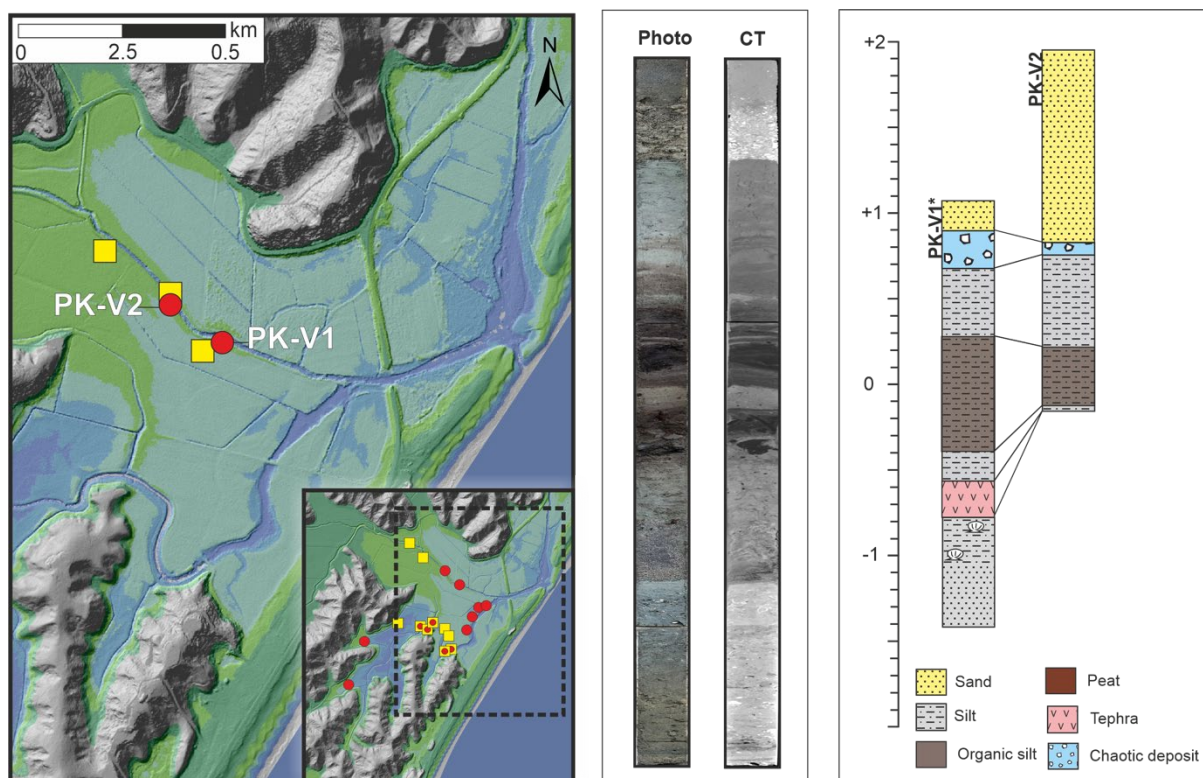 km
0 2.5 0.5
N
PK-V2
PK-V1
Photo CT
+2
+1
0
-1
PK-V1*
PK-V2
Sand
Peat
Silt
Tephra
Organic silt
Chaotic deposit